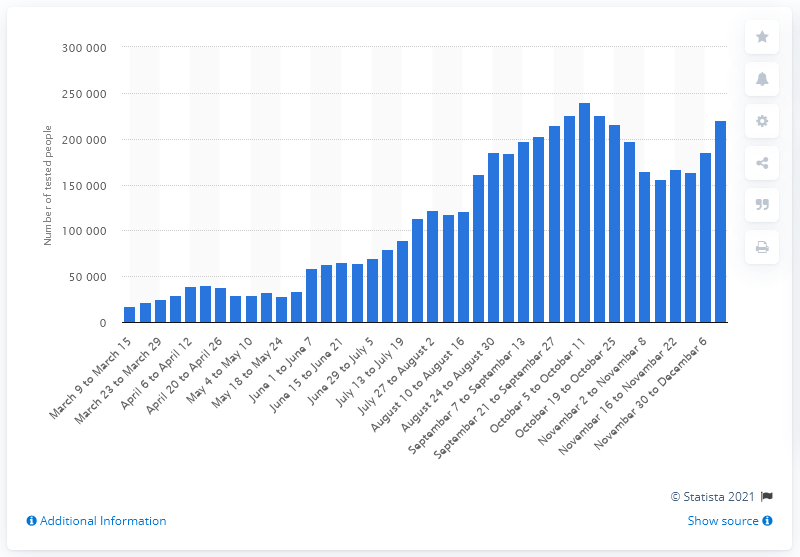 300 000
250 000
200 000
150 000
100 000
50 000
0
Number of tested people
March 9 to March 15
March 23 to March 29
April 6 to April 12
April 20 to April 26
May 4 to May 10
May 18 to May 24
June 1 to June 7
June 15 to June 21
June 29 to July 5
July 13 to July 19
July 27 to August 2
August 10 to August 16
August 24 to August 30
September 7 to September 13
September 21 to September 27
October 5 to October 11
October 19 to October 25
November 2 to November 8
November 16 to November 22
November 30 to December 6
© Statista 2021
Additional Information
Show source